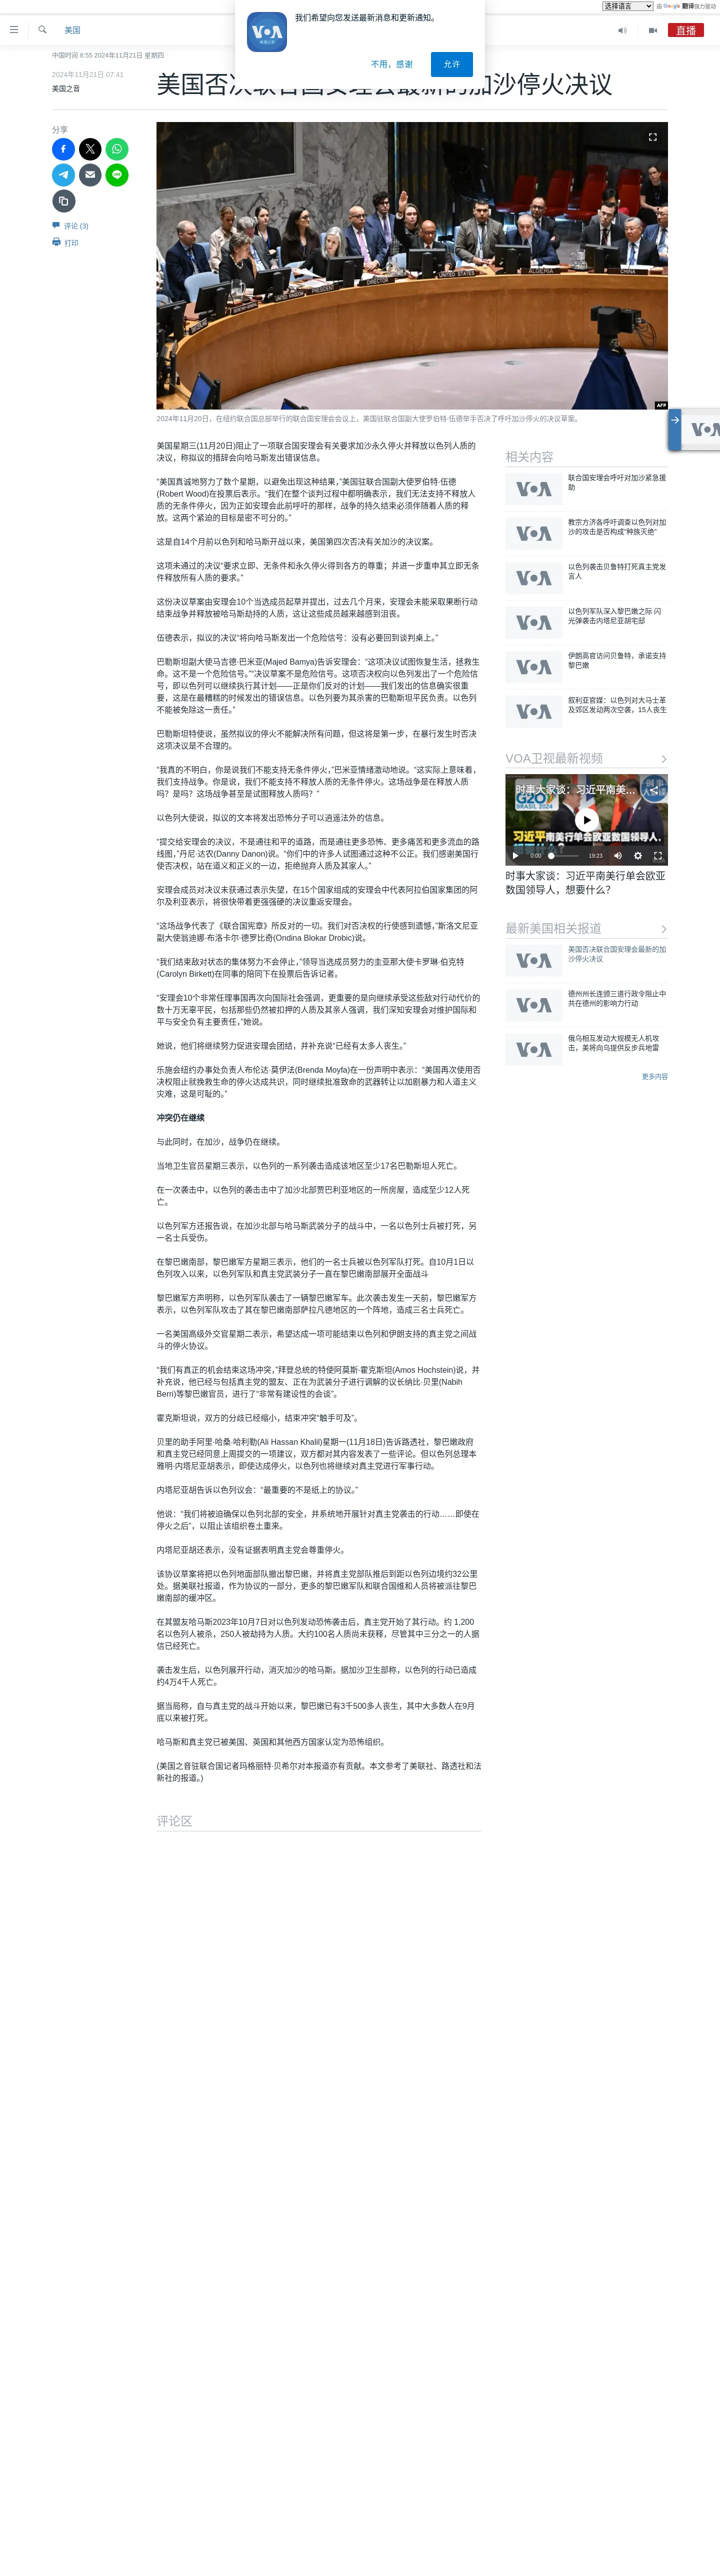 选择语言 由 Google 翻译强力驱动
我们希望向您发送最新消息和更新通知。
不用，感谢 允许
美国
直播
中国时间 8:55 2024年11月21日 星期四
美国否决联合国安理会最新的加沙停火决议
2024年11月21日 07:41
美国之音
分享
评论 (3)
打印
UNITED KINGDOM PRESIDENT DIRECTOR UNITED STATES ALGERIA CHINA
AFP
2024年11月20日，在纽约联合国总部举行的联合国安理会会议上，美国驻联合国副大使罗伯特·伍德举手否决了呼吁加沙停火的决议草案。
美国星期三(11月20日)阻止了一项联合国安理会有关要求加沙永久停火并释放以色列人质的
决议，称拟议的措辞会向哈马斯发出错误信息。
“美国真诚地努力了数个星期，以避免出现这种结果，”美国驻联合国副大使罗伯特·伍德
(Robert Wood)在投票后表示。“我们在整个谈判过程中都明确表示，我们无法支持不释放人
质的无条件停火，因为正如安理会此前呼吁的那样，战争的持久结束必须伴随着人质的释
放。这两个紧迫的目标是密不可分的。”
这是自14个月前以色列和哈马斯开战以来，美国第四次否决有关加沙的决议案。
这项未通过的决议“要求立即、无条件和永久停火得到各方的尊重；并进一步重申其立即无条
件释放所有人质的要求。”
这份决议草案由安理会10个当选成员起草并提出，过去几个月来，安理会未能采取果断行动
结束战争并释放被哈马斯劫持的人质，这让这些成员越来越感到沮丧。
伍德表示，拟议的决议“将向哈马斯发出一个危险信号：没有必要回到谈判桌上。”
巴勒斯坦副大使马吉德·巴米亚(Majed Bamya)告诉安理会：“这项决议试图恢复生活，拯救生
命。这不是一个危险信号。”“决议草案不是危险信号。这项否决权向以色列发出了一个危险信
号，即以色列可以继续执行其计划——正是你们反对的计划——我们发出的信息确实很重
要，这是在最糟糕的时候发出的错误信息。以色列要为其杀害的巴勒斯坦平民负责。以色列
不能被免除这一责任。”
巴勒斯坦特使说，虽然拟议的停火不能解决所有问题，但这将是第一步，在暴行发生时否决
这项决议是不合理的。
“我真的不明白，你是说我们不能支持无条件停火，”巴米亚情绪激动地说。“这实际上意味着，
我们支持战争。你是说，我们不能支持不释放人质的无条件停火。这场战争是在释放人质
吗？是吗？这场战争甚至是试图释放人质吗？”
以色列大使说，拟议的文本将发出恐怖分子可以逍遥法外的信息。
“提交给安理会的决议，不是通往和平的道路，而是通往更多恐怖、更多痛苦和更多流血的路
线图，”丹尼·达农(Danny Danon)说。“你们中的许多人试图通过这种不公正。我们感谢美国行
使否决权，站在道义和正义的一边，拒绝抛弃人质及其家人。”
安理会成员对决议未获通过表示失望，在15个国家组成的安理会中代表阿拉伯国家集团的阿
尔及利亚表示，将很快带着更强强硬的决议重返安理会。
“这场战争代表了《联合国宪章》所反对的一切。我们对否决权的行使感到遗憾，”斯洛文尼亚
副大使翁迪娜·布洛卡尔·德罗比奇(Ondina Blokar Drobic)说。
“我们结束敌对状态的集体努力不会停止，”领导当选成员努力的圭亚那大使卡罗琳·伯克特
(Carolyn Birkett)在同事的陪同下在投票后告诉记者。
“安理会10个非常任理事国再次向国际社会强调，更重要的是向继续承受这些敌对行动代价的
数十万无辜平民，包括那些仍然被扣押的人质及其亲人强调，我们深知安理会对维护国际和
平与安全负有主要责任，”她说。
她说，他们将继续努力促进安理会团结，并补充说“已经有太多人丧生。”
乐施会纽约办事处负责人布伦达·莫伊法(Brenda Moyfa)在一份声明中表示：“美国再次使用否
决权阻止就挽救生命的停火达成共识，同时继续批准致命的武器转让以加剧暴力和人道主义
灾难，这是可耻的。”
冲突仍在继续
与此同时，在加沙，战争仍在继续。
当地卫生官员星期三表示，以色列的一系列袭击造成该地区至少17名巴勒斯坦人死亡。
在一次袭击中，以色列的袭击击中了加沙北部贾巴利亚地区的一所房屋，造成至少12人死
亡。
以色列军方还报告说，在加沙北部与哈马斯武装分子的战斗中，一名以色列士兵被打死，另
一名士兵受伤。
在黎巴嫩南部，黎巴嫩军方星期三表示，他们的一名士兵被以色列军队打死。自10月1日以
色列攻入以来，以色列军队和真主党武装分子一直在黎巴嫩南部展开全面战斗
黎巴嫩军方声明称，以色列军队袭击了一辆黎巴嫩军车。此次袭击发生一天前，黎巴嫩军方
表示，以色列军队攻击了其在黎巴嫩南部萨拉凡德地区的一个阵地，造成三名士兵死亡。
一名美国高级外交官星期二表示，希望达成一项可能结束以色列和伊朗支持的真主党之间战
斗的停火协议。
“我们有真正的机会结束这场冲突，”拜登总统的特使阿莫斯·霍克斯坦(Amos Hochstein)说，并
补充说，他已经与包括真主党的盟友、正在为武装分子进行调解的议长纳比·贝里(Nabih
Berri)等黎巴嫩官员，进行了“非常有建设性的会谈”。
霍克斯坦说，双方的分歧已经缩小，结束冲突“触手可及”。
贝里的助手阿里·哈桑·哈利勒(Ali Hassan Khalil)星期一(11月18日)告诉路透社，黎巴嫩政府
和真主党已经同意上周提交的一项建议，双方都对其内容发表了一些评论。但以色列总理本
雅明·内塔尼亚胡表示，即使达成停火，以色列也将继续对真主党进行军事行动。
内塔尼亚胡告诉以色列议会：“最重要的不是纸上的协议。”
他说：“我们将被迫确保以色列北部的安全，并系统地开展针对真主党袭击的行动……即使在
停火之后”，以阻止该组织卷土重来。
内塔尼亚胡还表示，没有证据表明真主党会尊重停火。
该协议草案将把以色列地面部队撤出黎巴嫩，并将真主党部队推后到距以色列边境约32公里
处。据美联社报道，作为协议的一部分，更多的黎巴嫩军队和联合国维和人员将被派往黎巴
嫩南部的缓冲区。
在其盟友哈马斯2023年10月7日对以色列发动恐怖袭击后，真主党开始了其行动。约 1,200
名以色列人被杀，250人被劫持为人质。大约100名人质尚未获释，尽管其中三分之一的人据
信已经死亡。
袭击发生后，以色列展开行动，消灭加沙的哈马斯。据加沙卫生部称，以色列的行动已造成
约4万4千人死亡。
据当局称，自与真主党的战斗开始以来，黎巴嫩已有3千500多人丧生，其中大多数人在9月
底以来被打死。
哈马斯和真主党已被美国、英国和其他西方国家认定为恐怖组织。
(美国之音驻联合国记者玛格丽特·贝希尔对本报道亦有贡献。本文参考了美联社、路透社和法
新社的报道。)
评论区
相关内容
联合国安理会呼吁对加沙紧急援
助
教宗方济各呼吁调查以色列对加
沙的攻击是否构成“种族灭绝”
以色列袭击贝鲁特打死真主党发
言人
以色列军队深入黎巴嫩之际 闪
光弹袭击内塔尼亚胡宅邸
伊朗高官访问贝鲁特，承诺支持
黎巴嫩
叙利亚官媒：以色列对大马士革
及郊区发动两次空袭，15人丧生
VOA卫视最新视频
时事大家谈：习近平南美...
G20 BRASIL 2024
习近平南美行单会欧亚数国领导人，
0:00 19:23
时事大家谈：习近平南美行单会欧亚
数国领导人，想要什么？
最新美国相关报道
美国否决联合国安理会最新的加
沙停火决议
德州州长连颁三道行政令阻止中
共在德州的影响力行动
俄乌相互发动大规模无人机攻
击，美将向乌提供反步兵地雷
更多内容